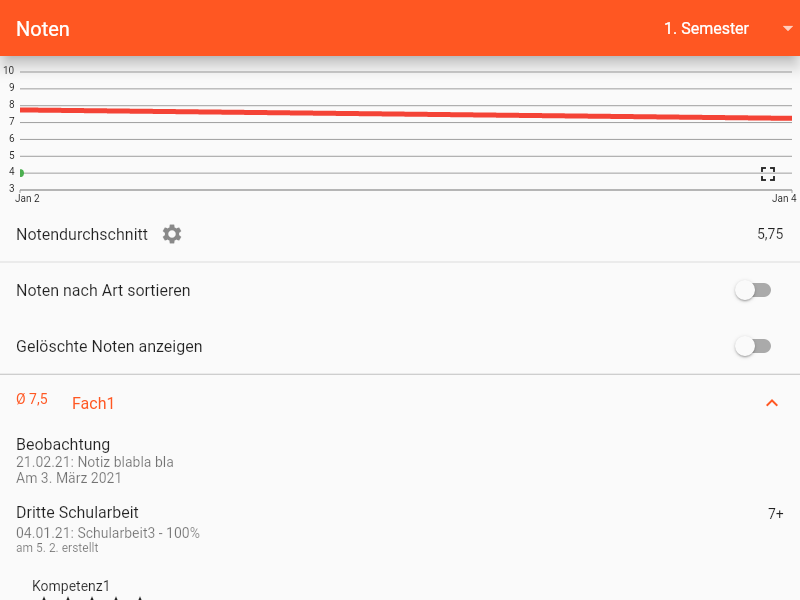 Noten
1. Semester
10
9
8
7
6
5
4
3
Jan 2
Jan 4
Notendurchschnitt
5,75
Noten nach Art sortieren
Gelöschte Noten anzeigen
Ø 7,5
Fach1
Beobachtung
21.02.21: Notiz blabla bla
Am 3. März 2021
Dritte Schularbeit
7+
04.01.21: Schularbeit3 - 100%
am 5. 2. erstellt
Kompetenz1